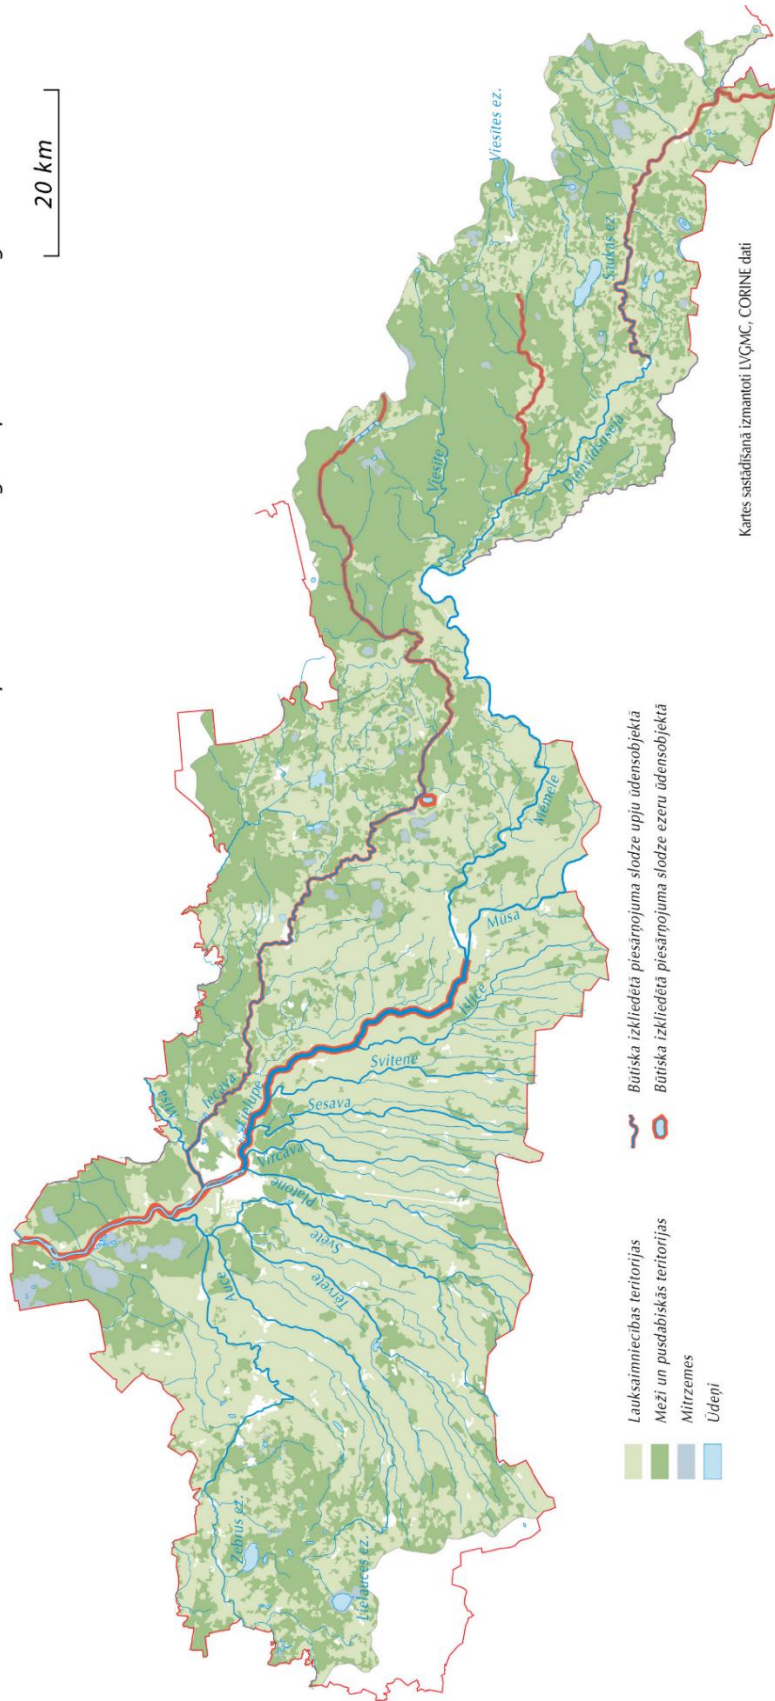 20 km
Viesītes ez.
Saukas ez.
Viesīte
Dienvidsusēja
Mēmele
Mūsa
Īslīce
Svitene
Sesava
Misa
Iecava
Lielupe
Vircava
Platone
Svēte
Tērvete
Auce
Zebrus ez.
Lielauces ez.
Lauksaimniecības teritorijas
Meži un pusdabiskās teritorijas
Mitrzemes
Ūdeņi
Būtiska izkliedētā piesārņojuma slodze upju ūdensobjektā
Būtiska izkliedētā piesārņojuma slodze ezeru ūdensobjektā
Kartes sastādīšanā izmantoti LVĢMC, CORINE dati